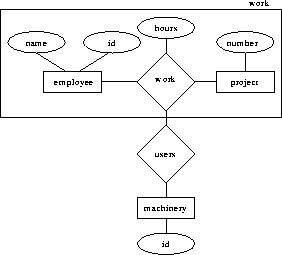 work
hours
name
id
number
employee
work
project
users
machinery
id